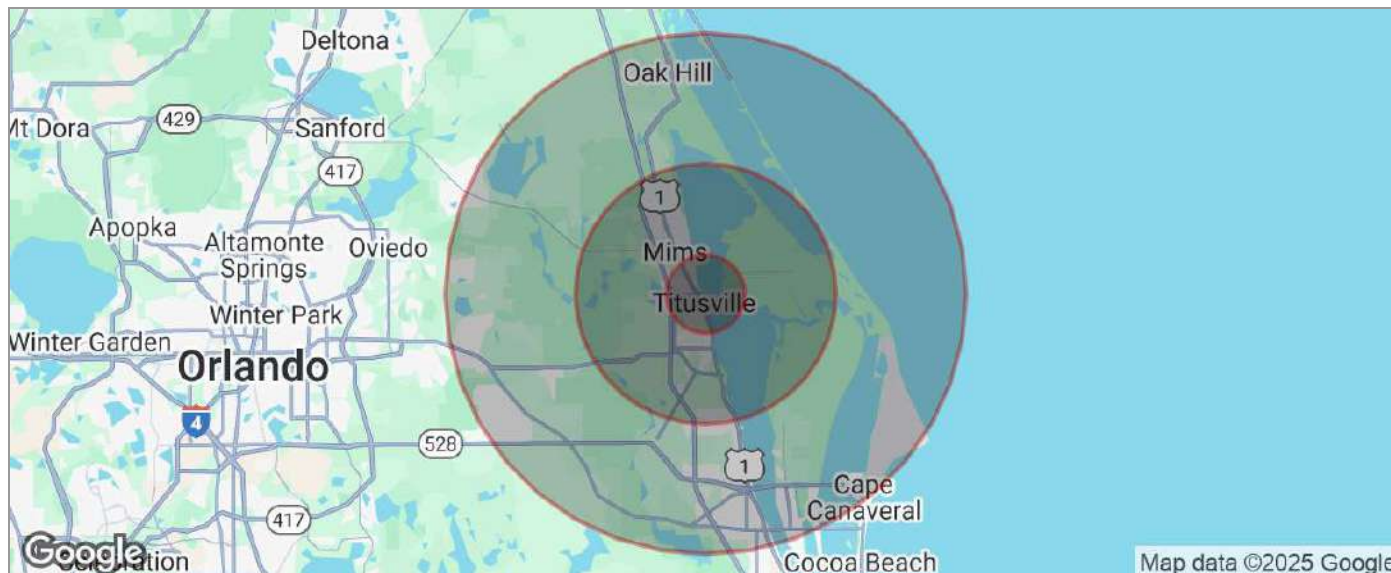 Deltona
Oak Hill
429
Mt Dora
Sanford
417
1
Apopka
Altamonte
Springs
Oviedo
Mims
Titusville
Winter Park
Winter Garden
Orlando
4
528
1
417
Cape
Canaveral
Google
Cocoa Beach
Map data ©2025 Google